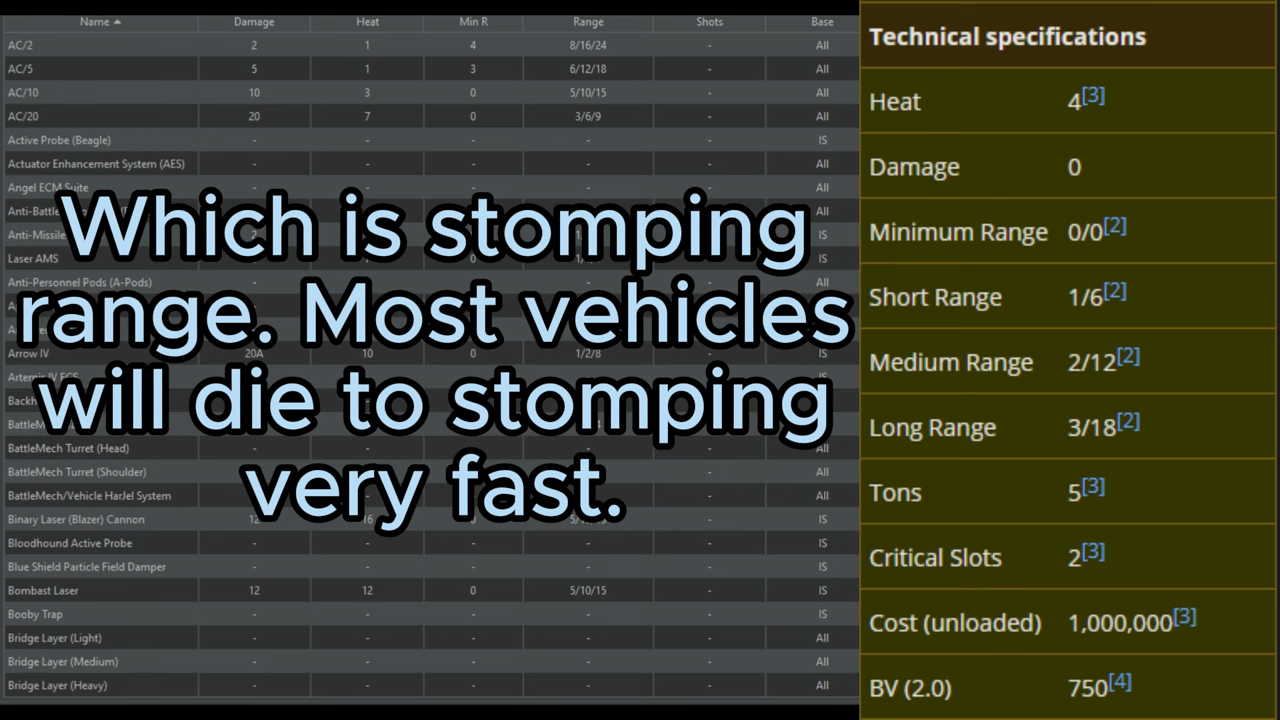 Name Damage Heat Min R Range Shots Base
AC/2 2 1 4 8/16/24 - All
AC/5 5 1 3 6/12/18 - All
AC/10 10 3 0 5/10/15 - All
AC/20 20 7 0 3/6/9 - All
Active Probe (Beagle) - - - - - IS
Actuator Enhancement System (AES) - - - - - All
Angel ECM Suite - - All
Which is stomping
range. Most vehicles
will die to stomping
very fast.
Laser AMS IS
Anti-Personnel Pods (A-Pods) All
Arrow IV 20A 10 1/2/8 - IS
BattleMech Turret (Head) All
BattleMech Turret (Shoulder) - - - - - All
BattleMech/Vehicle HarJel System All
Binary Laser (Blazer) Cannon - IS
Bloodhound Active Probe - - - - - IS
Blue Shield Particle Field Damper - - - - - IS
Bombast Laser 12 12 0 5/10/15 - IS
Booby Trap - - - - - IS
Bridge Layer (Light) - - - - - All
Bridge Layer (Medium) - - - - - All
Bridge Layer (Heavy) - - - - - All
Technical specifications
Heat 4[3]
Damage 0
Minimum Range 0/0[2]
Short Range 1/6[2]
Medium Range 2/12[2]
Long Range 3/18[2]
Tons 5[3]
Critical Slots 2[3]
Cost (unloaded) 1,000,000[3]
BV (2.0) 750[4]